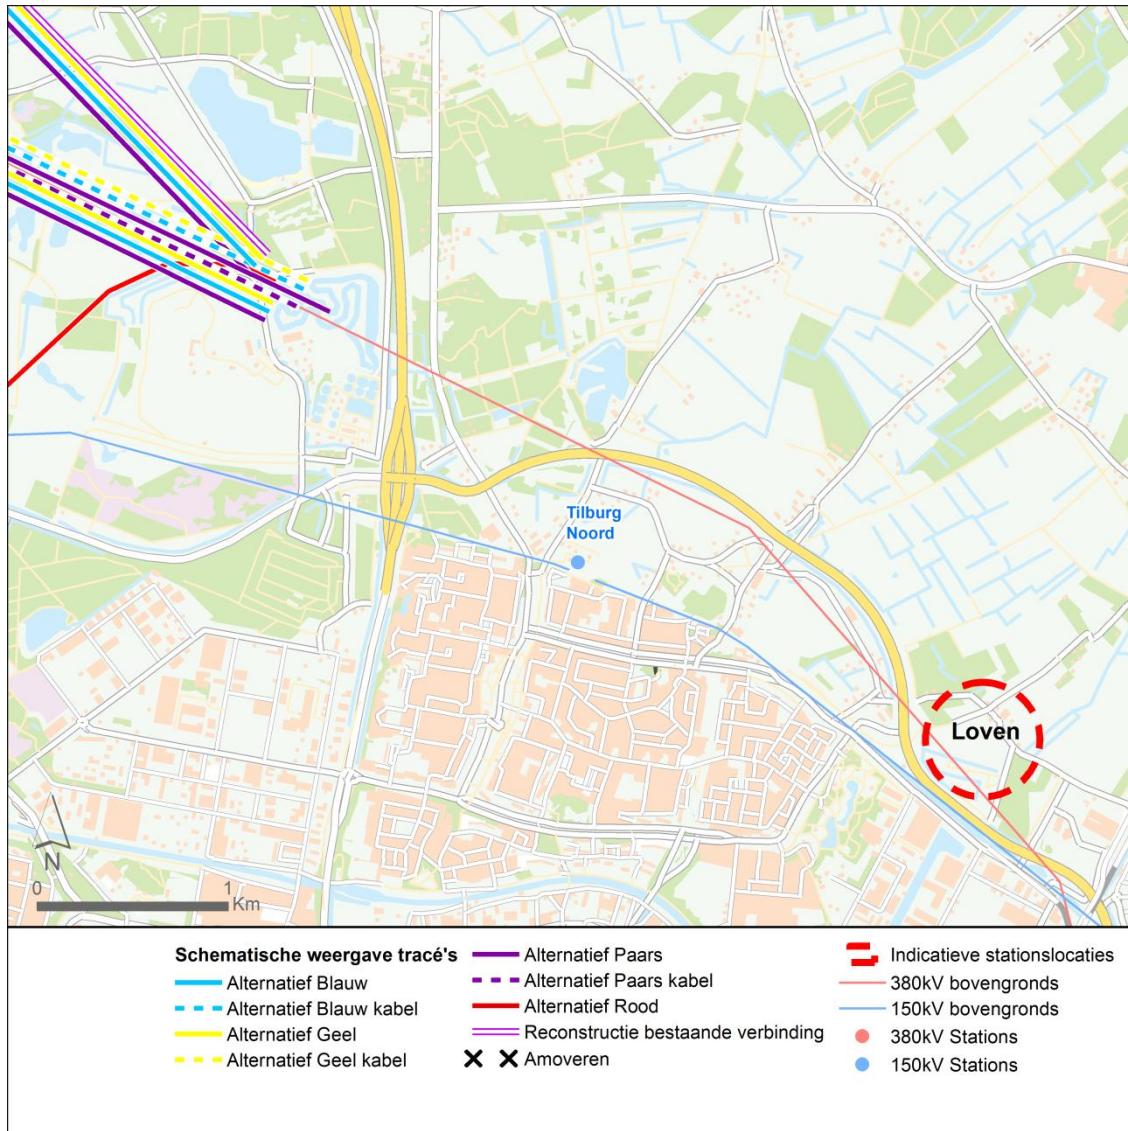 Tilburg
Noord
Loven
N
0
1
Km
Schematische weergave tracé's
Alternatief Blauw
Alternatief Blauw kabel
Alternatief Geel
Alternatief Geel kabel
Alternatief Paars
Alternatief Paars kabel
Alternatief Rood
Reconstructie bestaande verbinding
Amoveren
Indicatieve stationslocaties
380kV bovengronds
150kV bovengronds
380kV Stations
150kV Stations